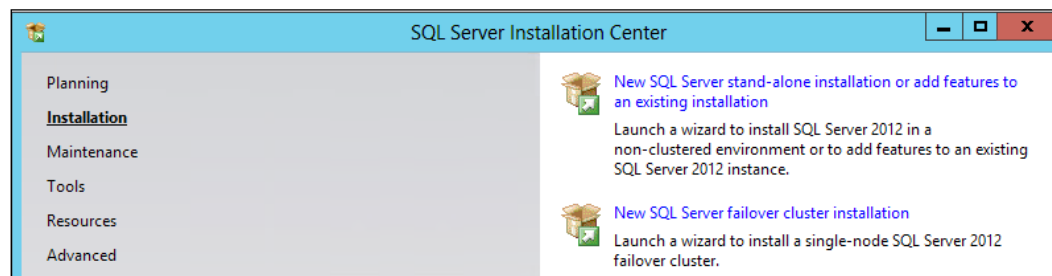 SQL Server Installation Center
Planning
Installation
Maintenance
Tools
Resources
Advanced
New SQL Server stand-alone installation or add features to
an existing installation
Launch a wizard to install SQL Server 2012 in a
non-clustered environment or to add features to an existing
SQL Server 2012 instance.
New SQL Server failover cluster installation
Launch a wizard to install a single-node SQL Server 2012
failover cluster.